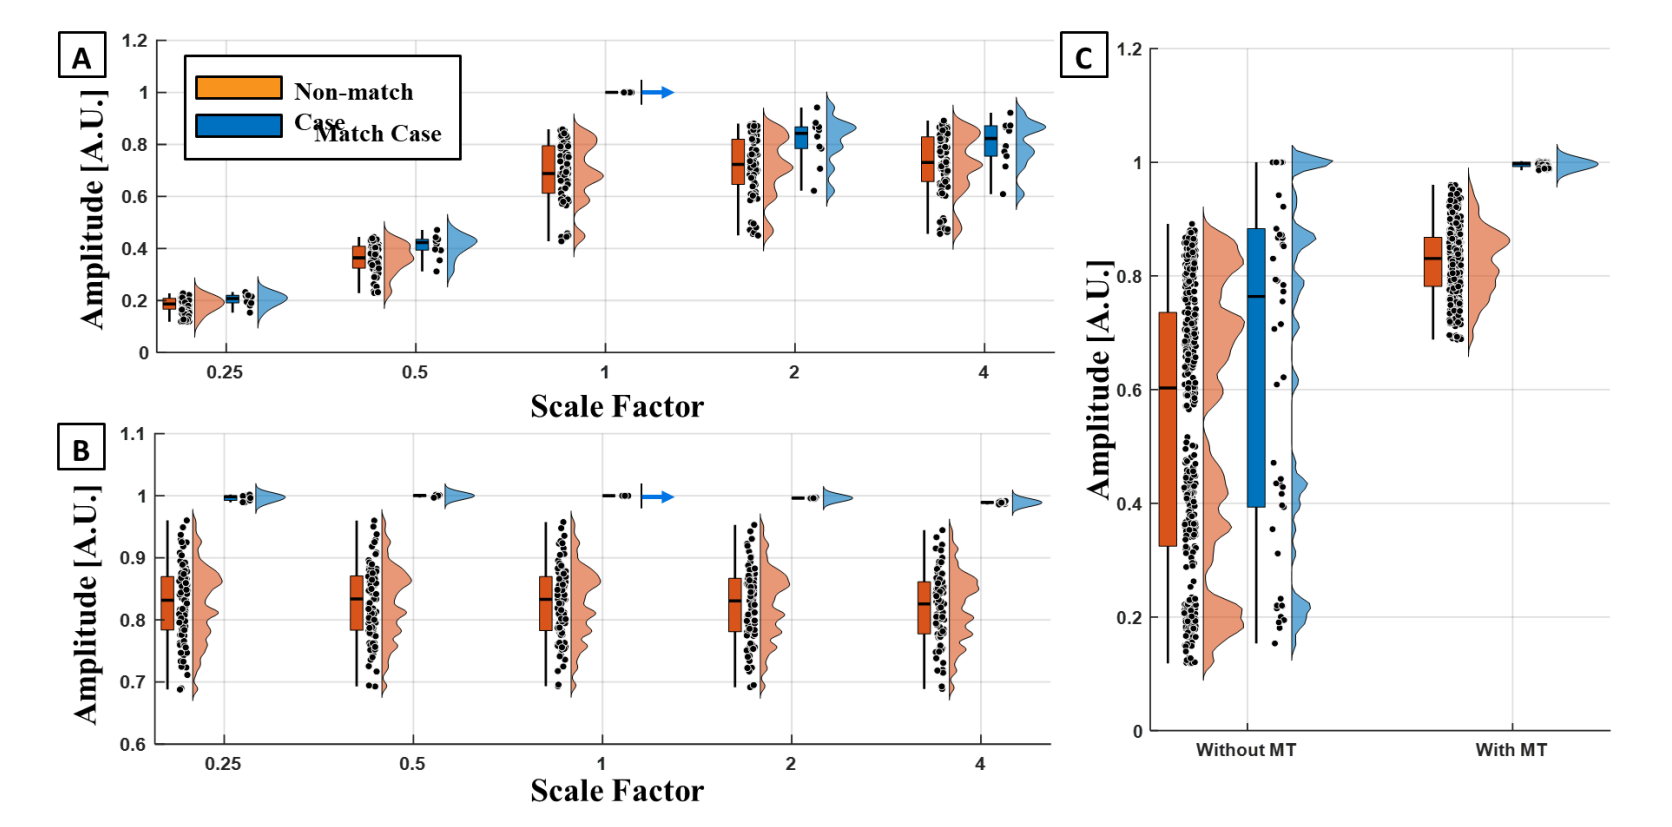 A
Amplitude [A.U.]
1.2
1
0.8
0.6
0.4
0.2
0
Non-match
Case
Match Case
0.25
0.5
1
2
4
Scale Factor
B
Amplitude [A.U.]
1.1
1
0.9
0.8
0.7
0.6
0.25
0.5
1
2
4
Scale Factor
C
Amplitude [A.U.]
1.2
1
0.8
0.6
0.4
0.2
0
Without MT
With MT